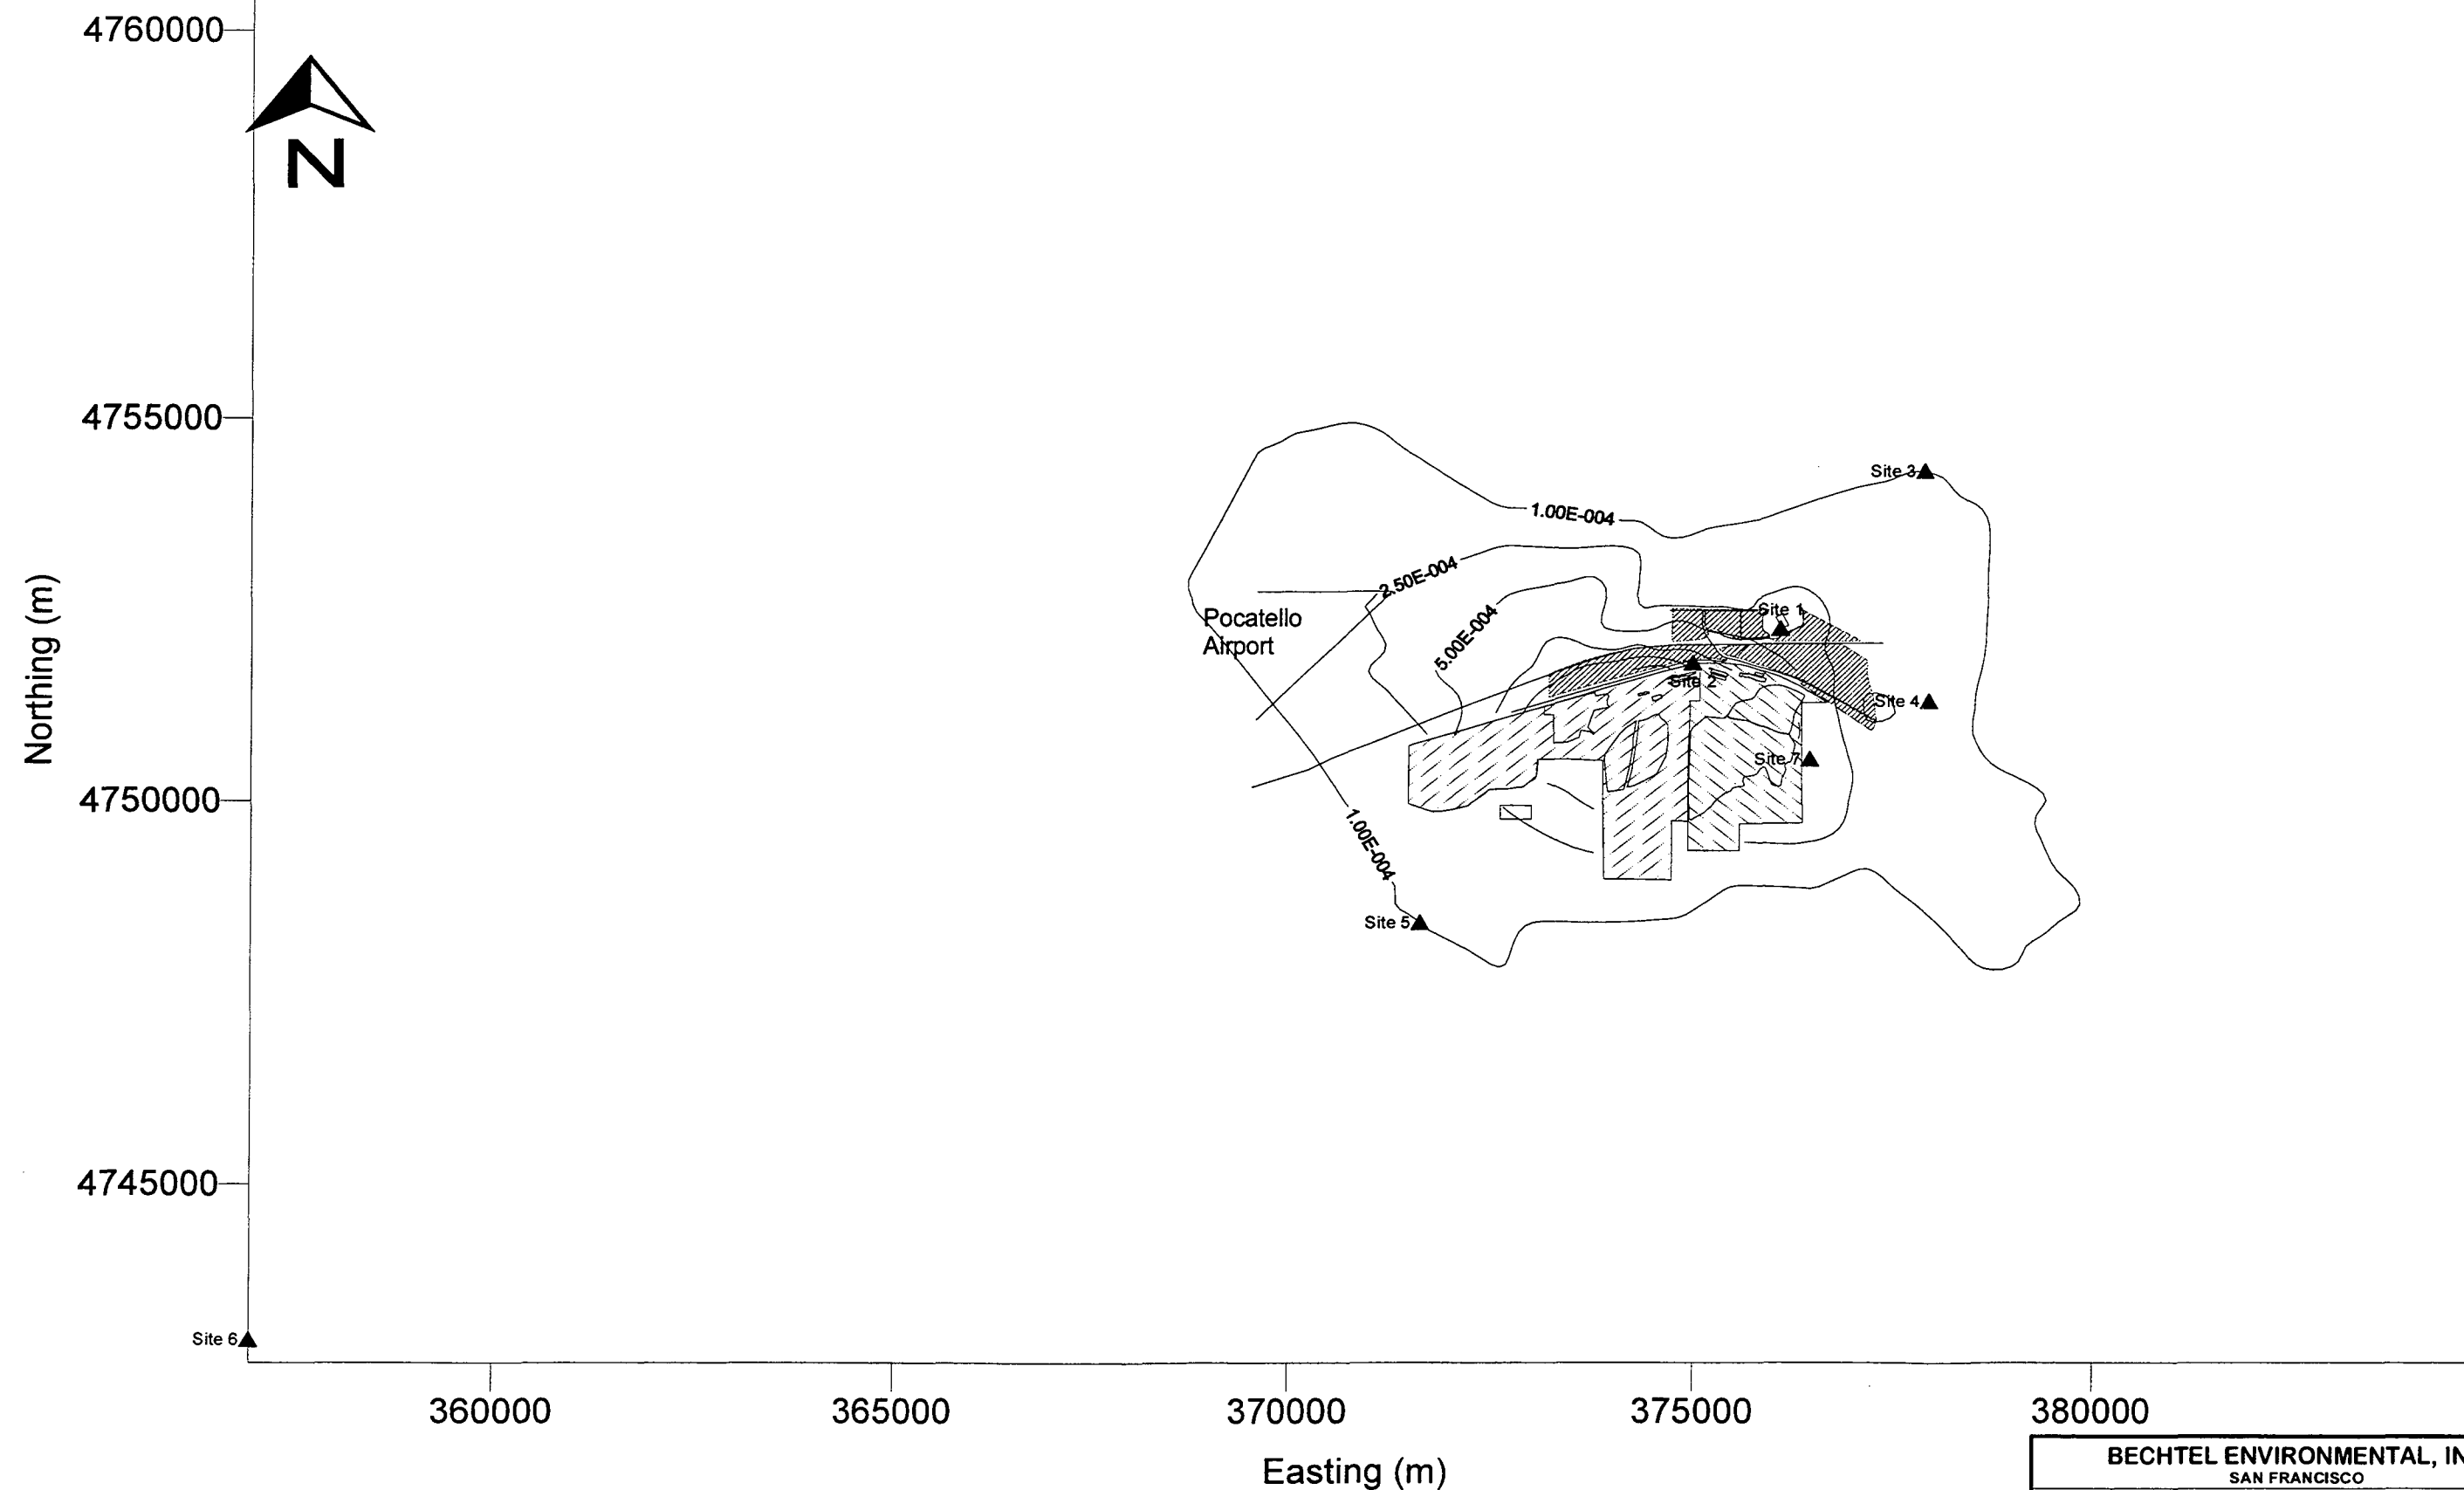 4760000
N
4755000
Site 3
1.00E-004
2.50E-004
Site 1
Pocatello
Airport
5.00E-004
Northing (m)
Site 2
Site 4
Site 7
4750000
1.00E-004
Site 5
4745000
Site 6
360000
365000
370000
375000
380000
Easting (m)
BECHTEL ENVIRONMENTAL, IN
SAN FRANCISCO